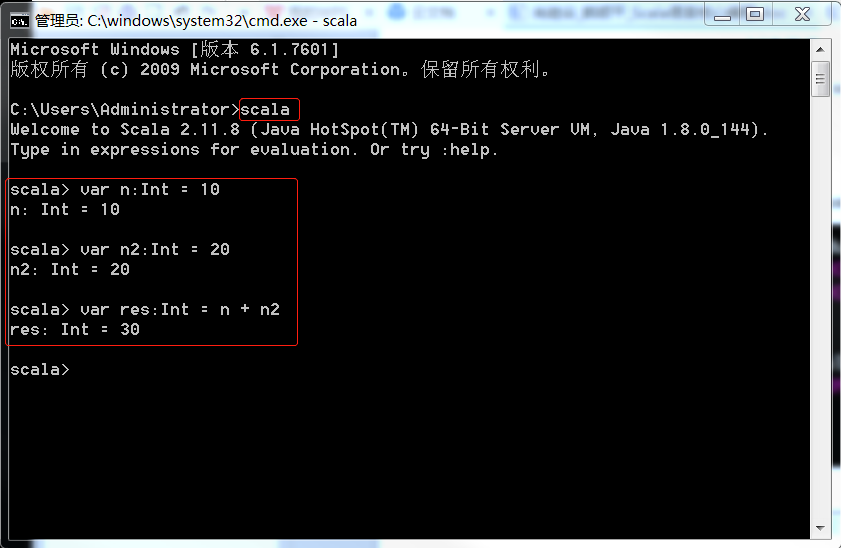 管理员: C:\windows\system32\cmd.exe - scala
Microsoft Windows [版本 6.1.7601]
版权所有 (c) 2009 Microsoft Corporation。保留所有权利。
C:\Users\Administrator>scala
Welcome to Scala 2.11.8 (Java HotSpot(TM) 64-Bit Server VM, Java 1.8.0_144).
Type in expressions for evaluation. Or try :help.
scala> var n:Int = 10
n: Int = 10
scala> var n2:Int = 20
n2: Int = 20
scala> var res:Int = n + n2
res: Int = 30
scala>